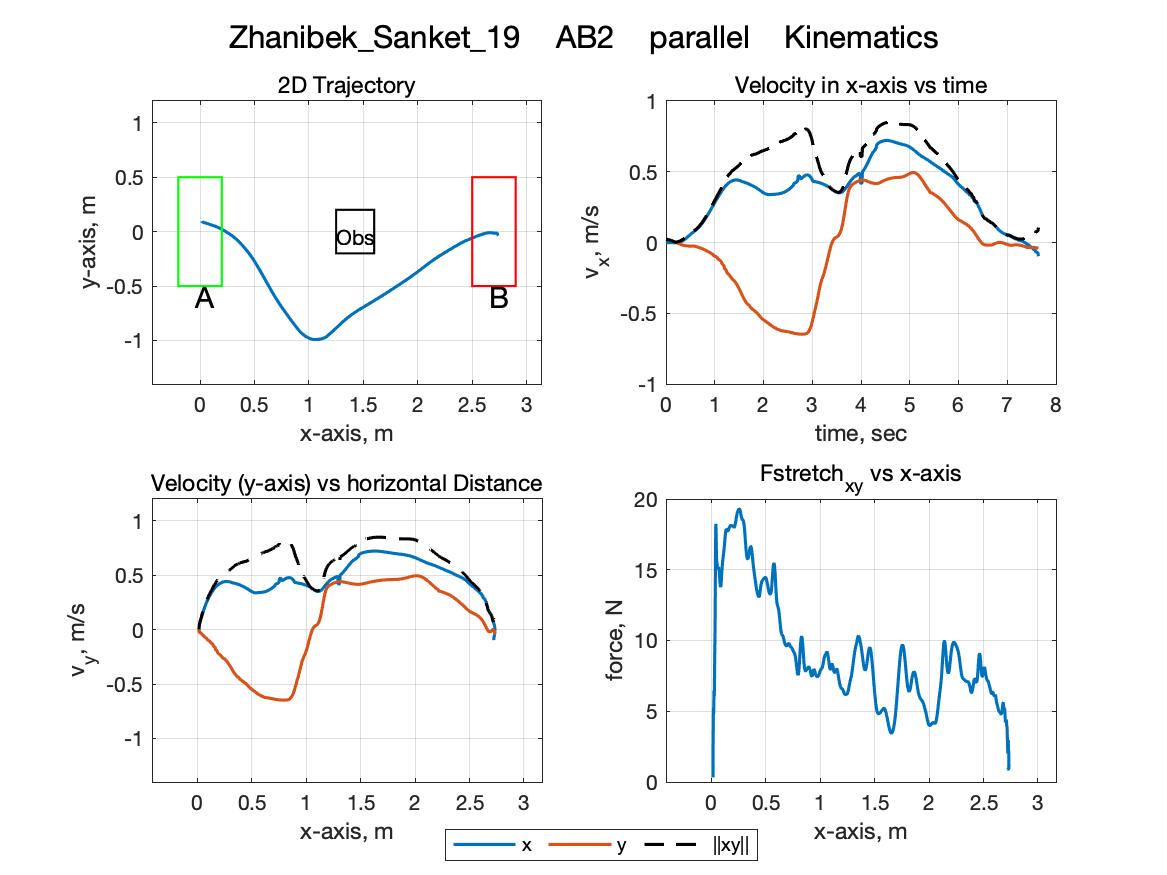 Zhanibek_Sanket_19 AB2 parallel Kinematics
2D Trajectory
1
0.5
0
-0.5
-1
y-axis, m
Obs
A
B
0 0.5 1 1.5 2 2.5 3
x-axis, m
Velocity in x-axis vs time
1
0.5
0
-0.5
-1
v_x, m/s
0 1 2 3 4 5 6 7 8
time, sec
Velocity (y-axis) vs horizontal Distance
1
0.5
0
-0.5
-1
v_y, m/s
0 0.5 1 1.5 2 2.5 3
x-axis, m
Fstretch_xy vs x-axis
20
15
10
5
0
force, N
0 0.5 1 1.5 2 2.5 3
x-axis, m
x y ||xy||